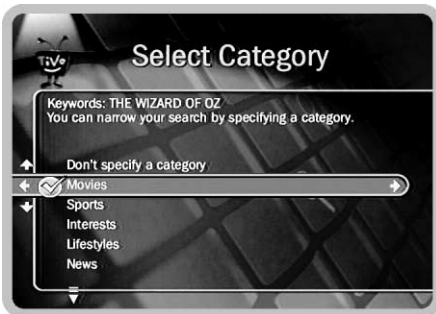 TiVo
Select Category
Keywords: THE WIZARD OF OZ
You can narrow your search by specifying a category.
Don't specify a category
Movies
Sports
Interests
Lifestyles
News